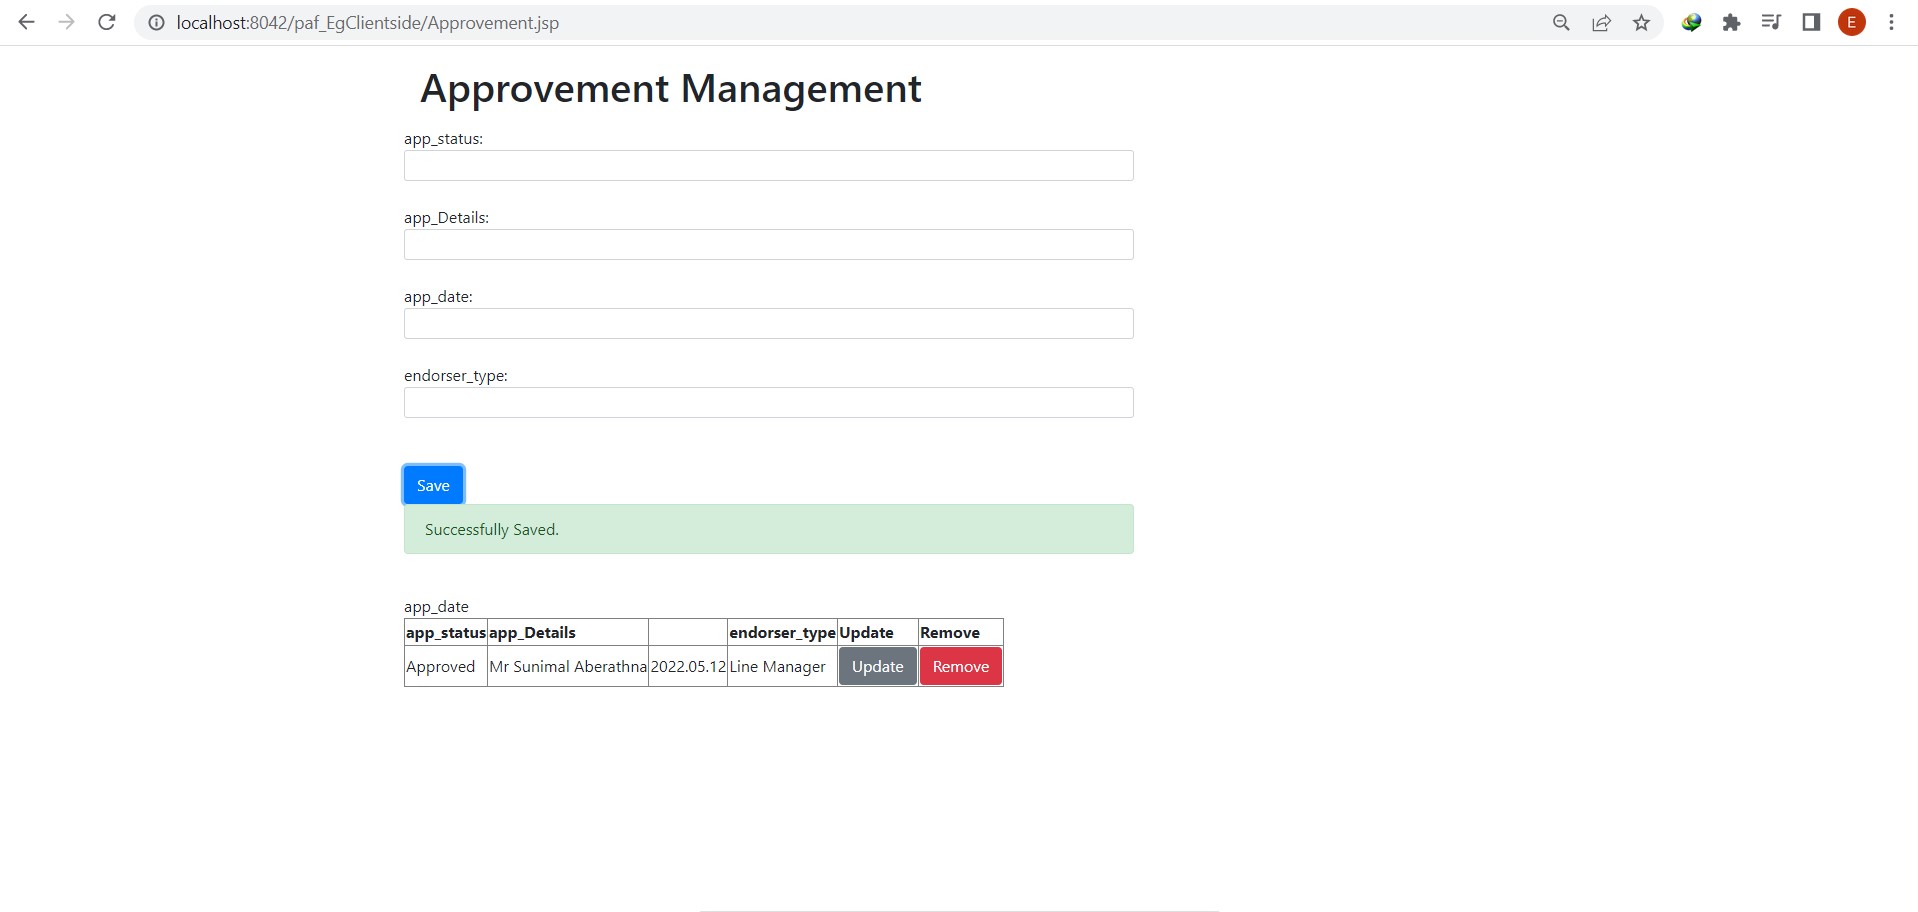 localhost:8042/paf_EgClientside/Approvement.jsp
E
Approvement Management
app_status:
app_Details:
app_date:
endorser_type:
Save
Successfully Saved.
app_date
app_status app_Details endorser_type Update Remove
Approved Mr Sunimal Aberathna 2022.05.12 Line Manager Update Remove